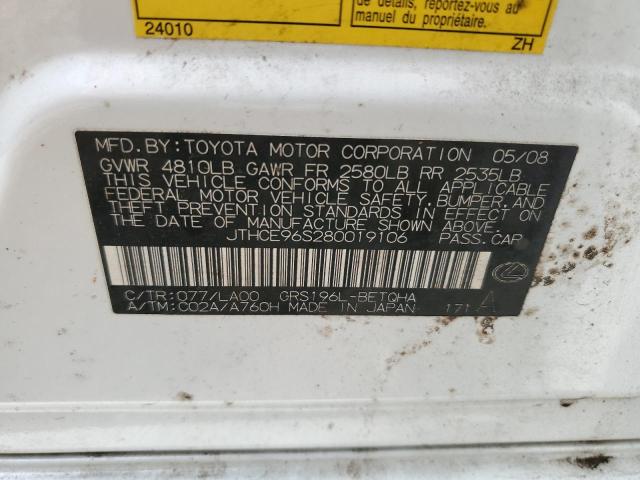 de détails, reportez-vous au
manuel du propriétaire.
24010 ZH
MFD.BY:TOYOTA MOTOR CORPORATION 05/08
GVWR 4810LB GAWR FR 2580LB RR 2535LB
THIS VEHICLE CONFORMS TO ALL APPLICABLE
FEDERAL MOTOR VEHICLE SAFETY,BUMPER,AND
THEFT PREVENTION STANDARDS IN EFFECT ON
THE DATE OF MANUFACTURE SHOWN ABOVE.
JTHCE96S280019106 PASS.CAR
C/TR:077/LA00 GRS196L-BETQHA
A/TM:C02A/A760H MADE IN JAPAN 171 A